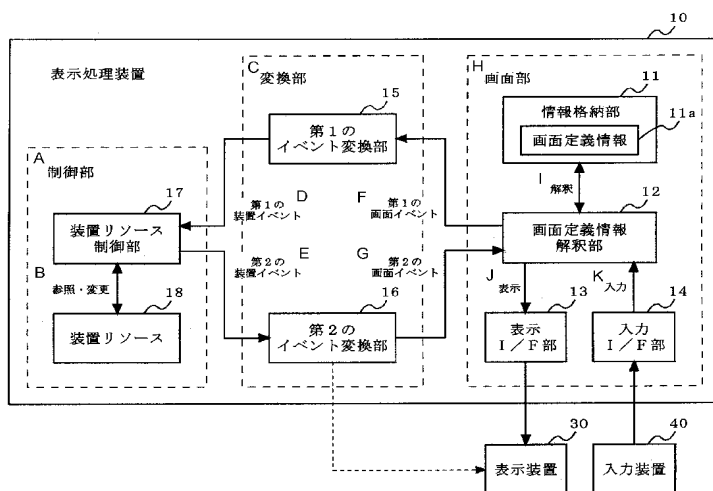 10
表示処理装置
C
変換部
H
画面部
15
第1の
イベント変換部
11
情報格納部
11a
画面定義情報
A
制御部
I
解釈
17
装置リソース
制御部
D
第1の
装置イベント
F
第1の
画面イベント
12
画面定義情報
解釈部
B
参照・変更
E
第2の
装置イベント
G
第2の
画面イベント
J
表示
K
入力
18
装置リソース
16
第2の
イベント変換部
13
表示
I/F部
14
入力
I/F部
30
表示装置
40
入力装置